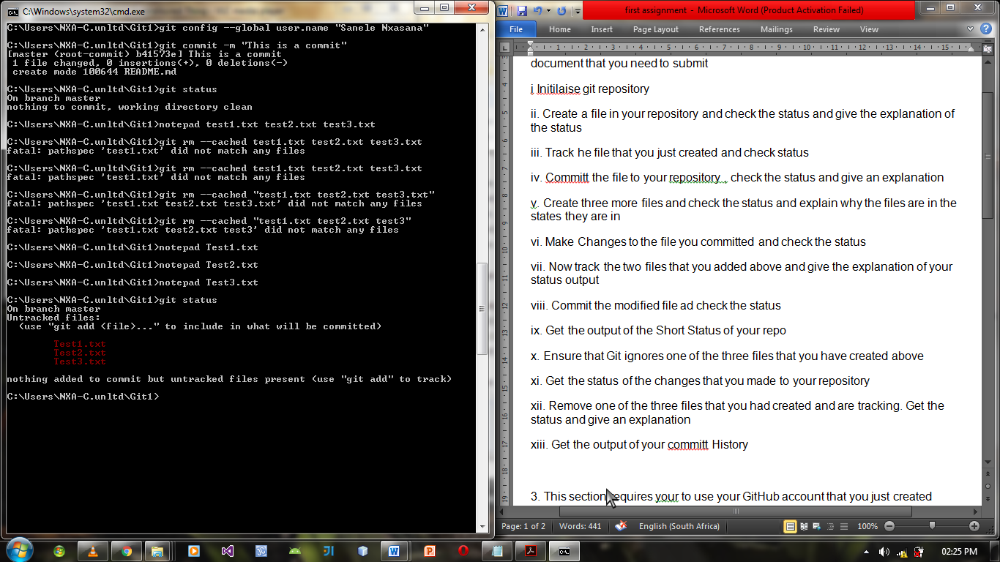 C:\Windows\system32\cmd.exe
C:\Users\NXA-C.unltd\Git1>git config --global user.name "Sanele Nxasana"
C:\Users\NXA-C.unltd\Git1>git commit -m "This is a commit"
[master (root-commit) b41573e] This is a commit
1 file changed, 0 insertions(+), 0 deletions(-)
create mode 100644 README.md
C:\Users\NXA-C.unltd\Git1>git status
On branch master
nothing to commit, working directory clean
C:\Users\NXA-C.unltd\Git1>notepad test1.txt test2.txt test3.txt
C:\Users\NXA-C.unltd\Git1>git rm --cached test1.txt test2.txt test3.txt
fatal: pathspec 'test1.txt' did not match any files
C:\Users\NXA-C.unltd\Git1>git rm --cached test1.txt test2.txt test3.txt
fatal: pathspec 'test1.txt' did not match any files
C:\Users\NXA-C.unltd\Git1>git rm --cached "test1.txt test2.txt test3.txt"
fatal: pathspec 'test1.txt test2.txt test3.txt' did not match any files
C:\Users\NXA-C.unltd\Git1>git rm --cached "test1.txt test2.txt test3"
fatal: pathspec 'test1.txt test2.txt test3' did not match any files
C:\Users\NXA-C.unltd\Git1>notepad Test1.txt
C:\Users\NXA-C.unltd\Git1>notepad Test2.txt
C:\Users\NXA-C.unltd\Git1>notepad Test3.txt
C:\Users\NXA-C.unltd\Git1>git status
On branch master
Untracked files:
(use "git add <file>..." to include in what will be committed)
Test1.txt
Test2.txt
Test3.txt
nothing added to commit but untracked files present (use "git add" to track)
C:\Users\NXA-C.unltd\Git1>
first assignment - Microsoft Word (Product Activation Failed)
File Home Insert Page Layout References Mailings Review View
1 2 3 4 5 6 7 8 9 10 11 12 13 14 15
document that you need to submit
i Initilaise git repository
ii. Create a file in your repository and check the status and give the explanation of
the status
iii. Track he file that you just created and check status
iv. Committ the file to your repository , check the status and give an explanation
v. Create three more files and check the status and explain why the files are in the
states they are in
vi. Make Changes to the file you committed and check the status
vii. Now track the two files that you added above and give the explanation of your
status output
viii. Commit the modified file ad check the status
ix. Get the output of the Short Status of your repo
x. Ensure that Git ignores one of the three files that you have created above
xi. Get the status of the changes that you made to your repository
xii. Remove one of the three files that you had created and are tracking. Get the
status and give an explanation
xiii. Get the output of your committ History
3. This section requires your to use your GitHub account that you just created
Page: 1 of 2 Words: 441 English (South Africa) 100%
02:25 PM